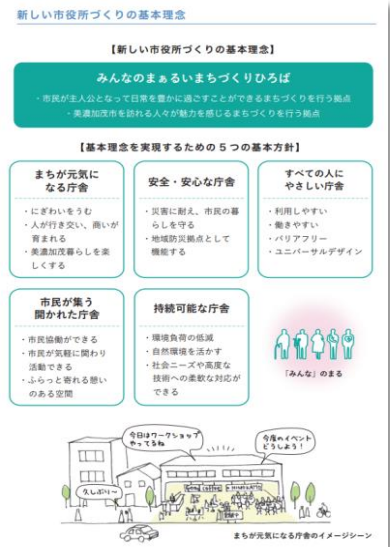 新しい市役所づくりの基本理念
【新しい市役所づくりの基本理念】
みんなのまぁるいまちづくりひろば
・市民が主人公となって日常を豊かに過ごすことができるまちづくりを行う拠点
・美濃加茂市を訪れる人々が魅力を感じるまちづくりを行う拠点
【基本理念を実現するための5つの基本方針】
まちが元気に
なる庁舎
・にぎわいをうむ
・人が行き交い、商いが
育まれる
・美濃加茂暮らしを楽
しくする
安全・安心な庁舎
・災害に耐え、市民の暮
らしを守る
・地域防災拠点として
機能する
すべての人に
やさしい庁舎
・利用しやすい
・働きやすい
・バリアフリー
・ユニバーサルデザイン
市民が集う
開かれた庁舎
・市民協働ができる
・市民が気軽に関わり
活動できる
・ふらっと寄れる憩い
のある空間
持続可能な庁舎
・環境負荷の低減
・自然環境を活かす
・社会ニーズや高度な
技術への柔軟な対応が
できる
「みんな」のまる
今日はワークショップ
やってるね
今度のイベント
どうしよう！
久しぶり〜
Good coffee
まちが元気になる庁舎のイメージシーン